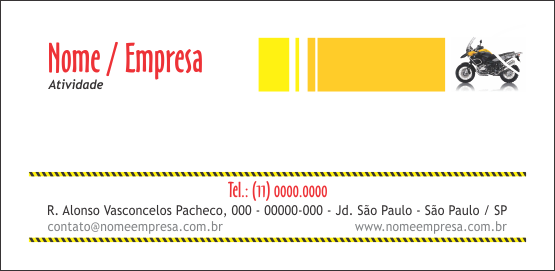 Nome / Empresa
Atividade
Tel.: (11) 0000.0000
R. Alonso Vasconcelos Pacheco, 000 - 00000-000 - Jd. São Paulo - São Paulo / SP
contato@nomeempresa.com.br www.nomeempresa.com.br